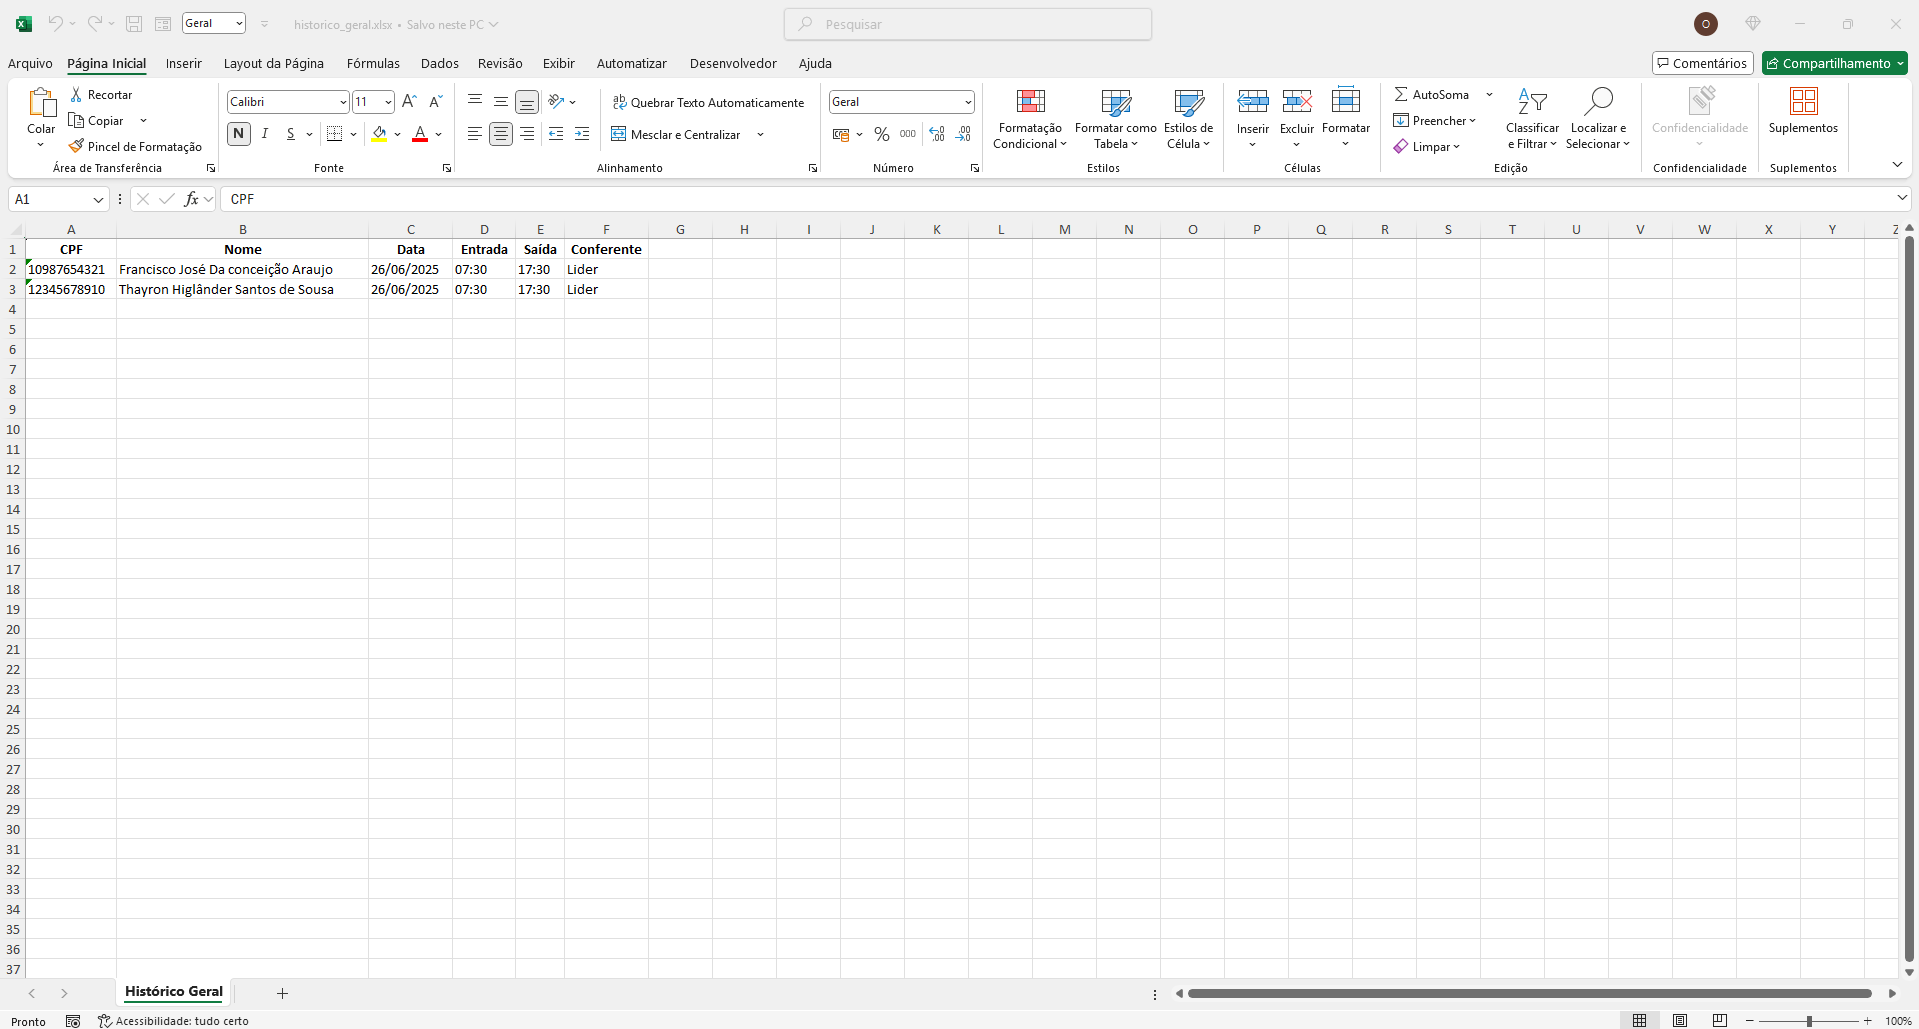 Geral
historico_geral.xlsx • Salvo neste PC
Pesquisar
O
Arquivo Página Inicial Inserir Layout da Página Fórmulas Dados Revisão Exibir Automatizar Desenvolvedor Ajuda
Comentários Compartilhamento
Colar
Recortar
Copiar
Pincel de Formatação
Área de Transferência
Calibri 11
N I S
Fonte
Quebrar Texto Automaticamente
Mesclar e Centralizar
Alinhamento
Geral
% 000
Número
Formatação Condicional
Formatar como Tabela
Estilos de Célula
Estilos
Inserir Excluir Formatar
Células
AutoSoma
Preencher
Limpar
Classificar e Filtrar
Localizar e Selecionar
Edição
Confidencialidade
Confidencialidade
Suplementos
Suplementos
A1 fx CPF
A B C D E F G H I J K L M N O P Q R S T U V W X Y Z
1 CPF Nome Data Entrada Saída Conferente
2 10987654321 Francisco José Da conceição Araujo 26/06/2025 07:30 17:30 Lider
3 12345678910 Thayron Higlânder Santos de Sousa 26/06/2025 07:30 17:30 Lider
4
5
6
7
8
9
10
11
12
13
14
15
16
17
18
19
20
21
22
23
24
25
26
27
28
29
30
31
32
33
34
35
36
37
Histórico Geral
Pronto Acessibilidade: tudo certo 100%